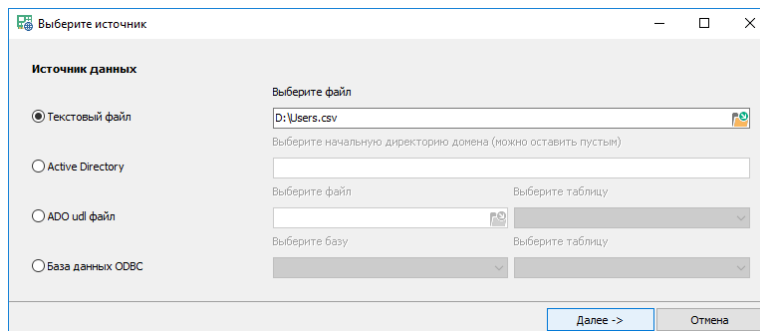 Выберите источник
Источник данных
Выберите файл
Текстовый файл
D:\Users.csv
Выберите начальную директорию домена (можно оставить пустым)
Active Directory
Выберите файл Выберите таблицу
ADO udl файл
Выберите базу Выберите таблицу
База данных ODBC
Далее -> Отмена